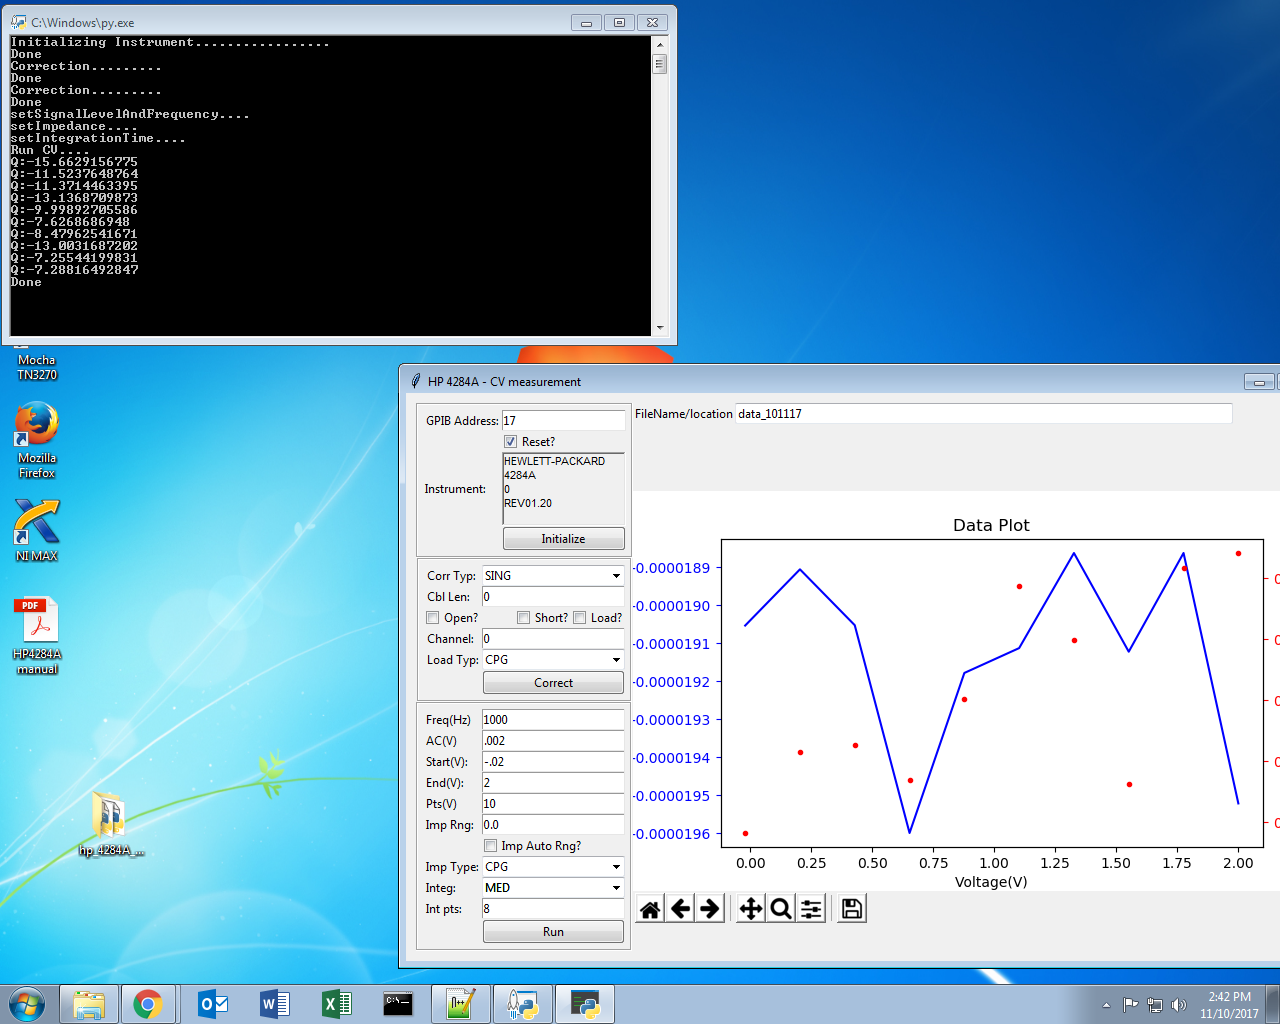 C:\Windows\py.exe
Initializing Instrument.................
Done
Correction.........
Done
Correction.........
Done
setSignalLevelAndFrequency....
setImpedance....
setIntegrationTime....
Run CV....
Q:-15.6629156775
Q:-11.5237648764
Q:-11.3714463395
Q:-13.1368709873
Q:-9.99892705586
Q:-7.6268686948
Q:-8.47962541671
Q:-13.0031687202
Q:-7.25544199831
Q:-7.28816492847
Done
Mocha
TN3270
Mozilla
Firefox
NI MAX
PDF
HP4284A
manual
hp_4284A_...
HP 4284A - CV measurement
GPIB Address: 17
Reset?
Instrument:
HEWLETT-PACKARD
4284A
0
REV01.20
Initialize
Corr Typ: SING
Cbl Len: 0
Open? Short? Load?
Channel: 0
Load Typ: CPG
Correct
Freq(Hz) 1000
AC(V) .002
Start(V): -.02
End(V): 2
Pts(V) 10
Imp Rng: 0.0
Imp Auto Rng?
Imp Type: CPG
Integ: MED
Int pts: 8
Run
FileName/location data_101117
Data Plot
-0.0000189
-0.0000190
-0.0000191
-0.0000192
-0.0000193
-0.0000194
-0.0000195
-0.0000196
0.00 0.25 0.50 0.75 1.00 1.25 1.50 1.75 2.00
Voltage(V)
2:42 PM
11/10/2017